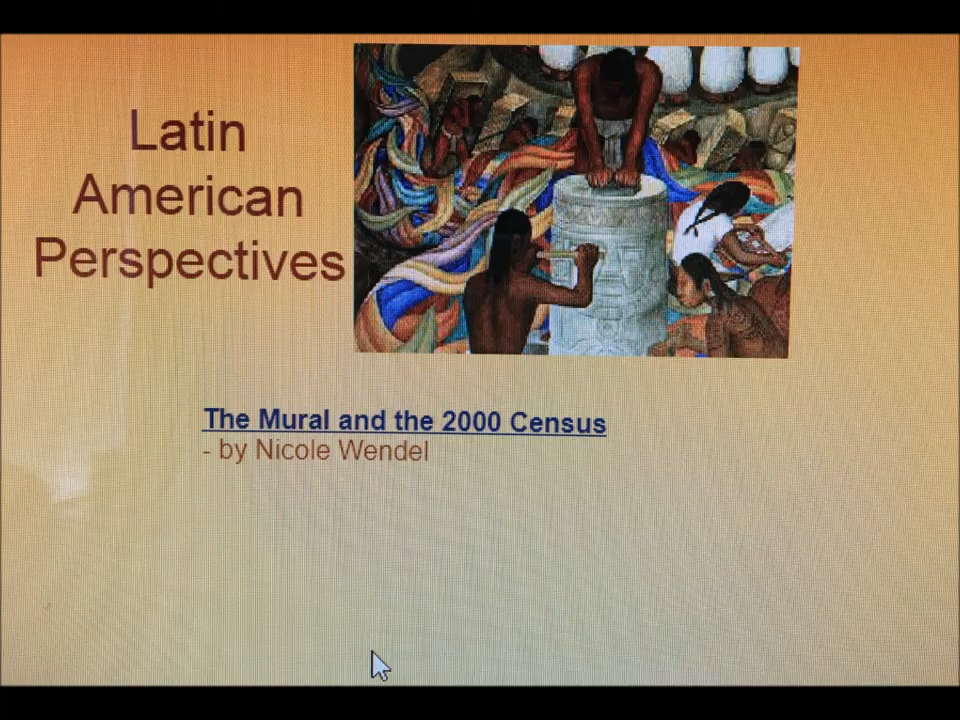 Latin
American
Perspectives
The Mural and the 2000 Census
- by Nicole Wendel